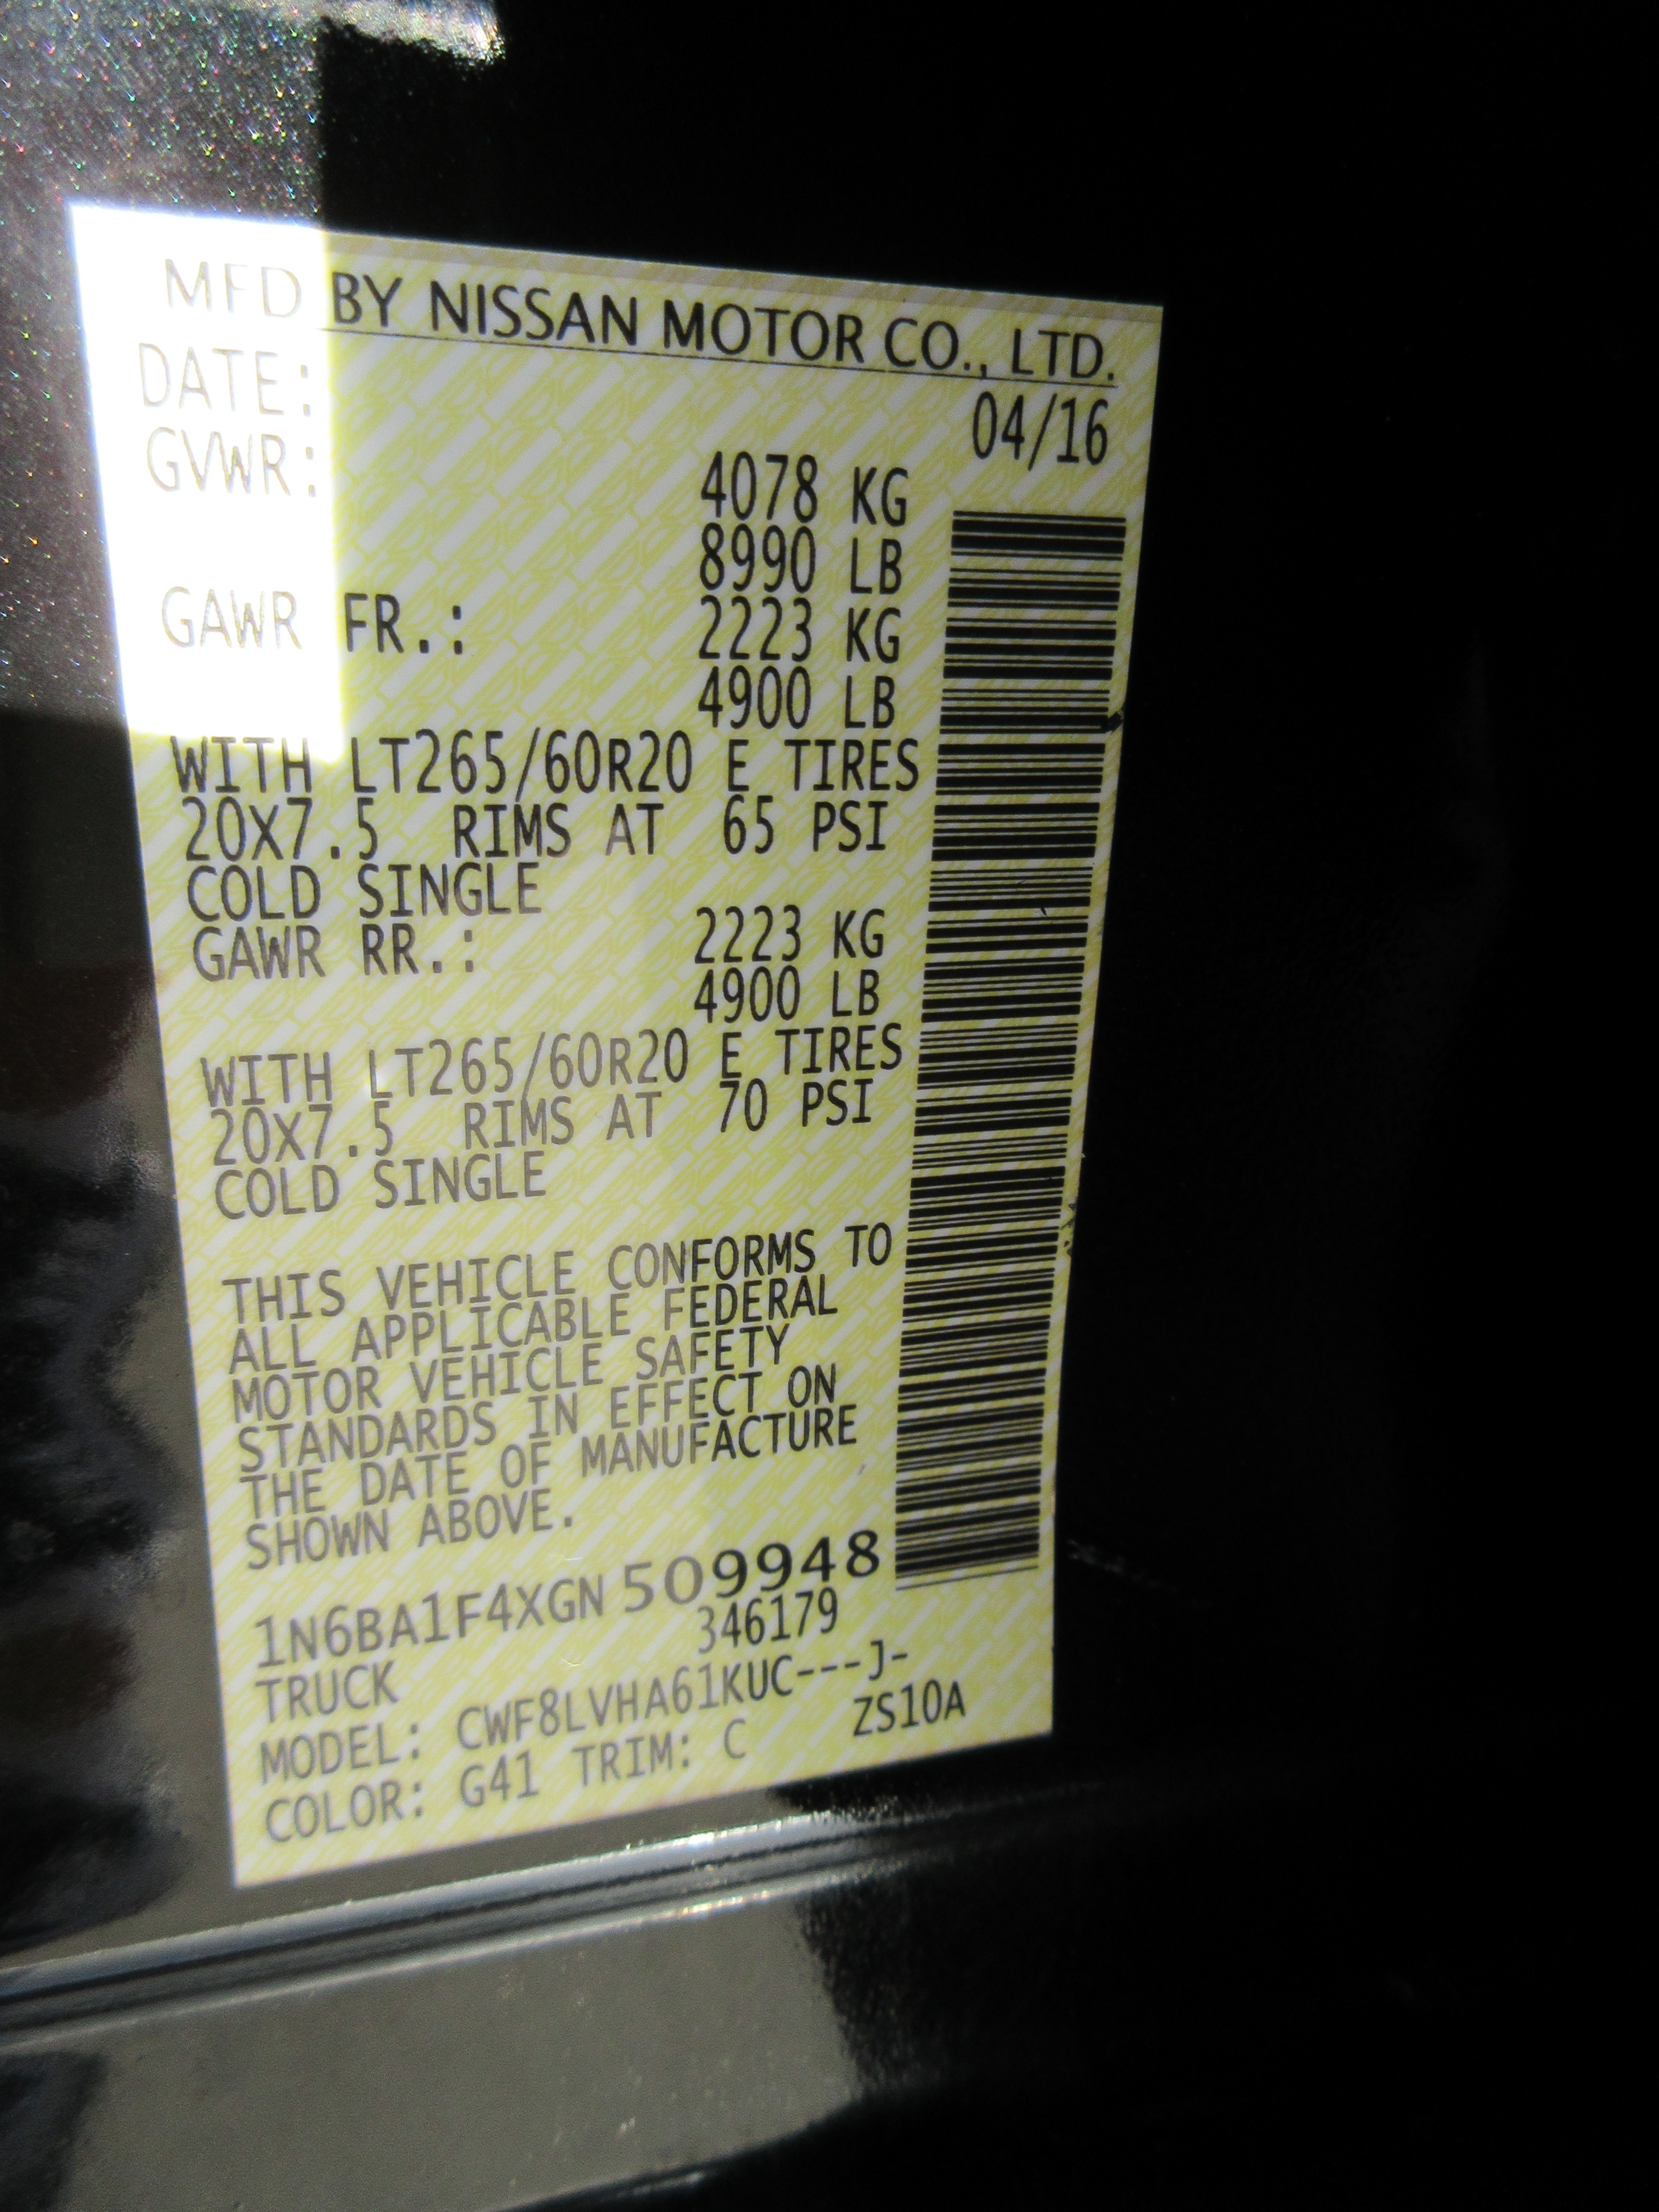 MFD BY NISSAN MOTOR CO., LTD.
DATE: 04/16
GVWR: 4078 KG
8990 LB
GAWR FR.: 2223 KG
4900 LB
WITH LT265/60R20 E TIRES
20X7.5 RIMS AT 65 PSI
COLD SINGLE
GAWR RR.: 2223 KG
4900 LB
WITH LT265/60R20 E TIRES
20X7.5 RIMS AT 70 PSI
COLD SINGLE
THIS VEHICLE CONFORMS TO
ALL APPLICABLE FEDERAL
MOTOR VEHICLE SAFETY
STANDARDS IN EFFECT ON
THE DATE OF MANUFACTURE
SHOWN ABOVE.
1N6BA1F4XGN 509948
346179
TRUCK
MODEL: CWF8LVHA61KUC---J-
COLOR: G41 TRIM: C ZS10A